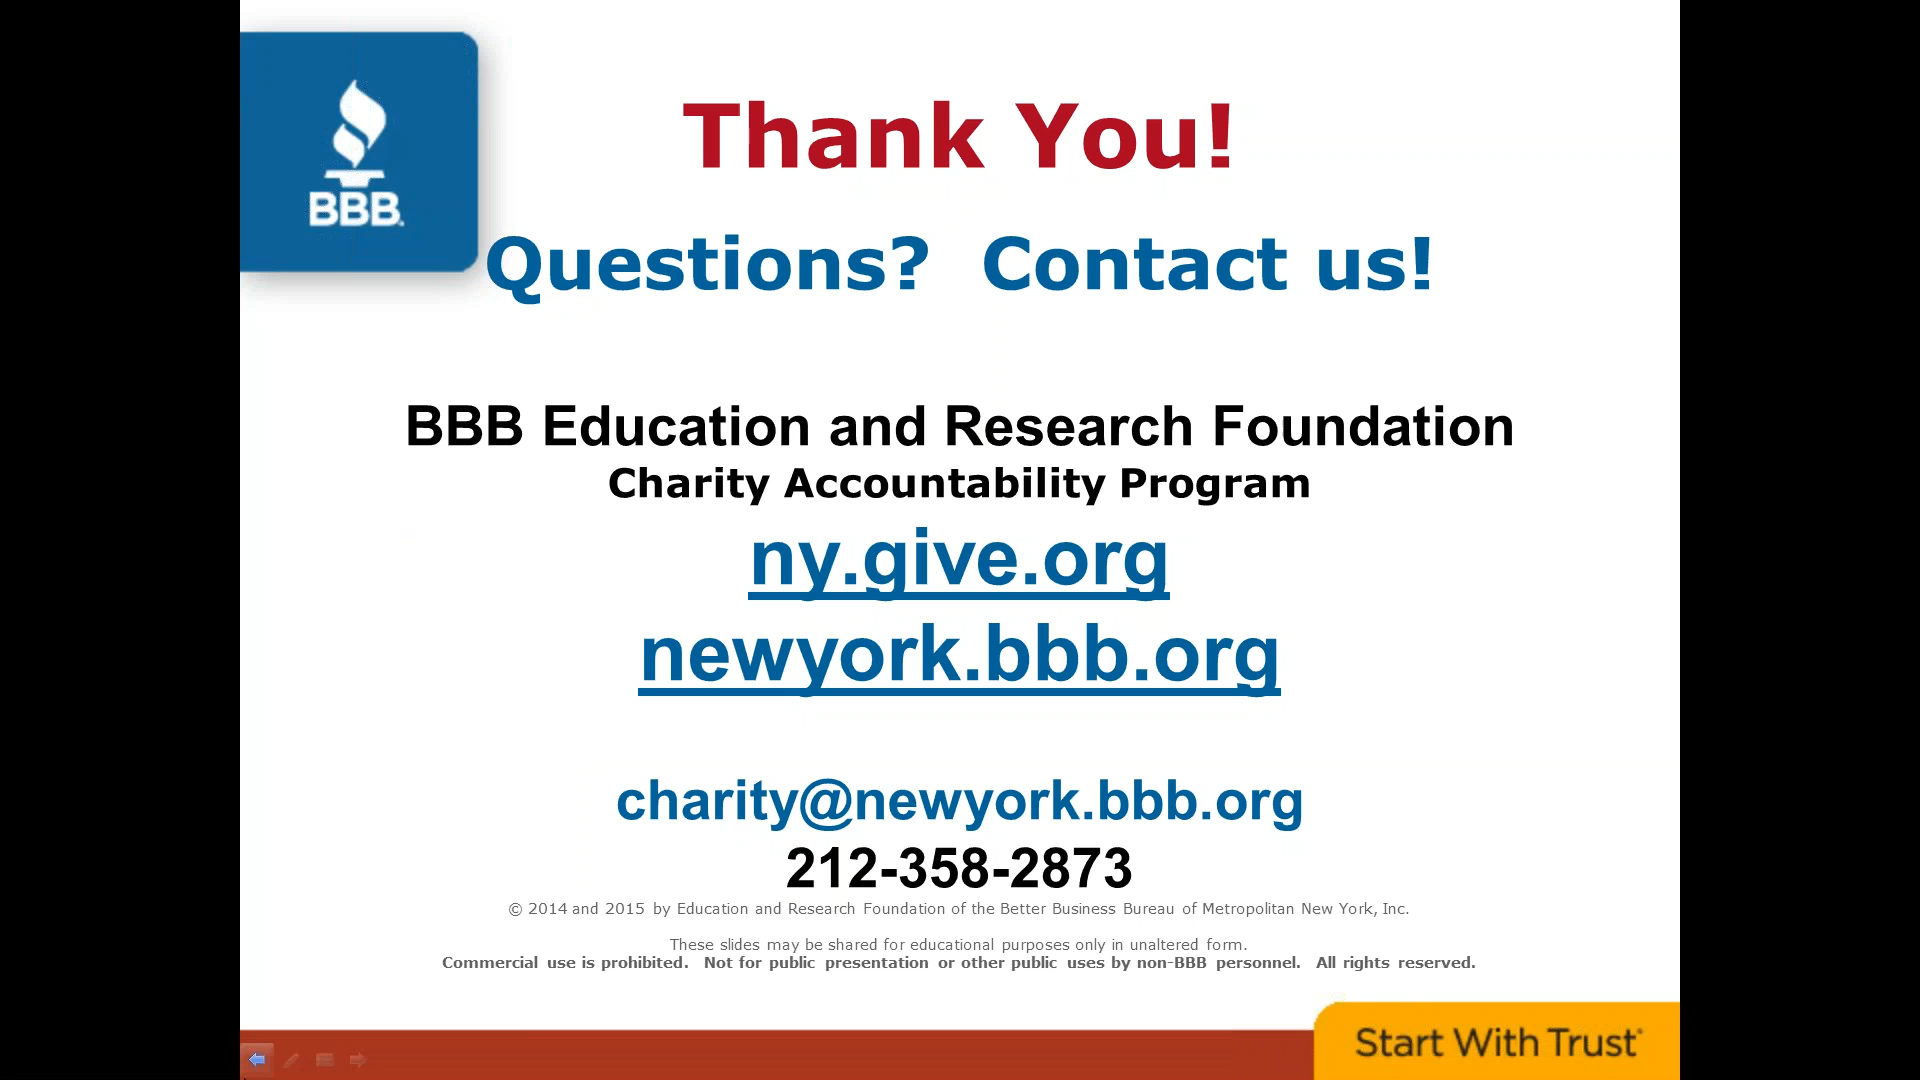 BBB.
Thank You!
Questions? Contact us!
BBB Education and Research Foundation
Charity Accountability Program
ny.give.org
newyork.bbb.org
charity@newyork.bbb.org
212-358-2873
© 2014 and 2015 by Education and Research Foundation of the Better Business Bureau of Metropolitan New York, Inc.
These slides may be shared for educational purposes only in unaltered form.
Commercial use is prohibited. Not for public presentation or other public uses by non-BBB personnel. All rights reserved.
Start With Trust®